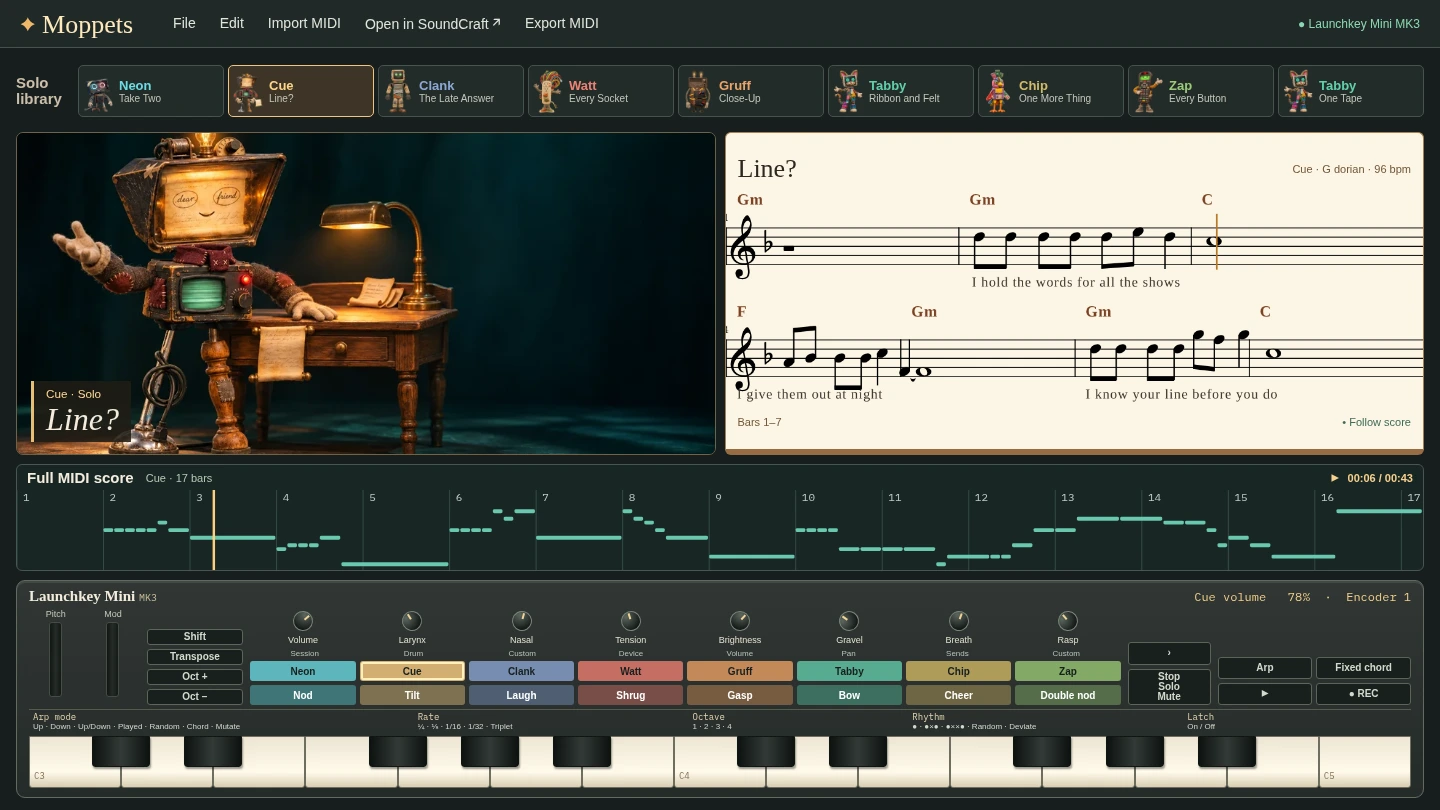 Moppets
File Edit Import MIDI Open in SoundCraft Export MIDI
● Launchkey Mini MK3
Solo library
Neon
Take Two
Cue
Line?
Clank
The Late Answer
Watt
Every Socket
Gruff
Close-Up
Tabby
Ribbon and Felt
Chip
One More Thing
Zap
Every Button
Tabby
One Tape
dear friend
Cue · Solo
Line?
Line?
Cue · G dorian · 96 bpm
Gm Gm C
I hold the words for all the shows
F Gm Gm C
I give them out at night I know your line before you do
Bars 1–7
• Follow score
Full MIDI score Cue · 17 bars
► 00:06 / 00:43
1 2 3 4 5 6 7 8 9 10 11 12 13 14 15 16 17
Launchkey Mini MK3
Cue volume 78% · Encoder 1
Pitch Mod
Shift
Transpose
Oct +
Oct −
Volume Larynx Nasal Tension Brightness Gravel Breath Rasp
Session Drum Custom Device Volume Pan Sends Custom
Neon Cue Clank Watt Gruff Tabby Chip Zap
Nod Tilt Laugh Shrug Gasp Bow Cheer Double nod
›
Stop
Solo
Mute
Arp Fixed chord
► ● REC
Arp mode
Up · Down · Up/Down · Played · Random · Chord · Mutate
Rate
¼ · ⅛ · 1/16 · 1/32 · Triplet
Octave
1 · 2 · 3 · 4
Rhythm
● · ●×● · ●××● · Random · Deviate
Latch
On / Off
C3 C4 C5